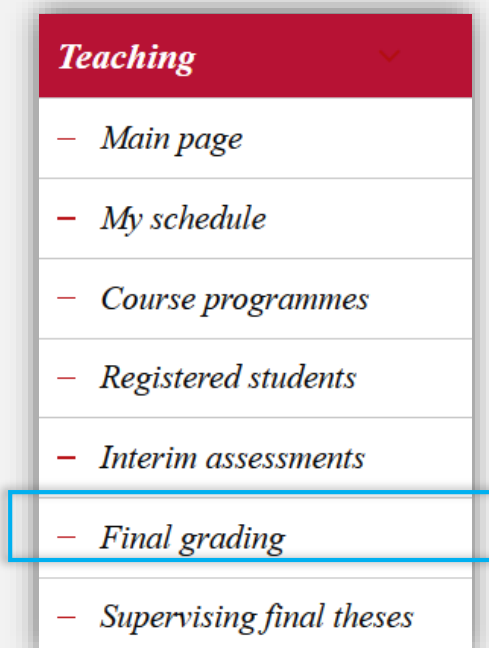 Teaching
– Main page
– My schedule
– Course programmes
– Registered students
– Interim assessments
– Final grading
– Supervising final theses